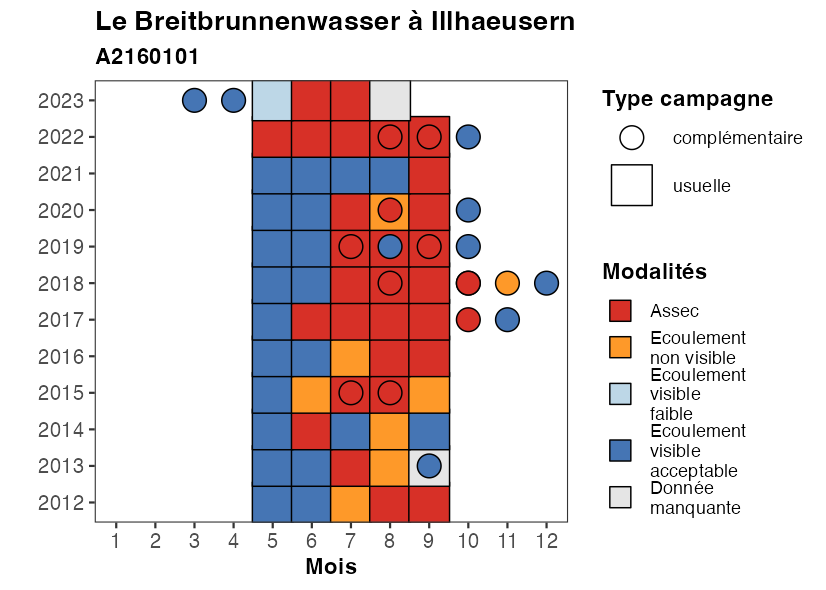 Le Breitbrunnenwasser à Illhaeusern
A2160101
2023
2022
2021
2020
2019
2018
2017
2016
2015
2014
2013
2012
1 2 3 4 5 6 7 8 9 10 11 12
Mois
Type campagne
complémentaire
usuelle
Modalités
Assec
Ecoulement
non visible
Ecoulement
visible
faible
Ecoulement
visible
acceptable
Donnée
manquante